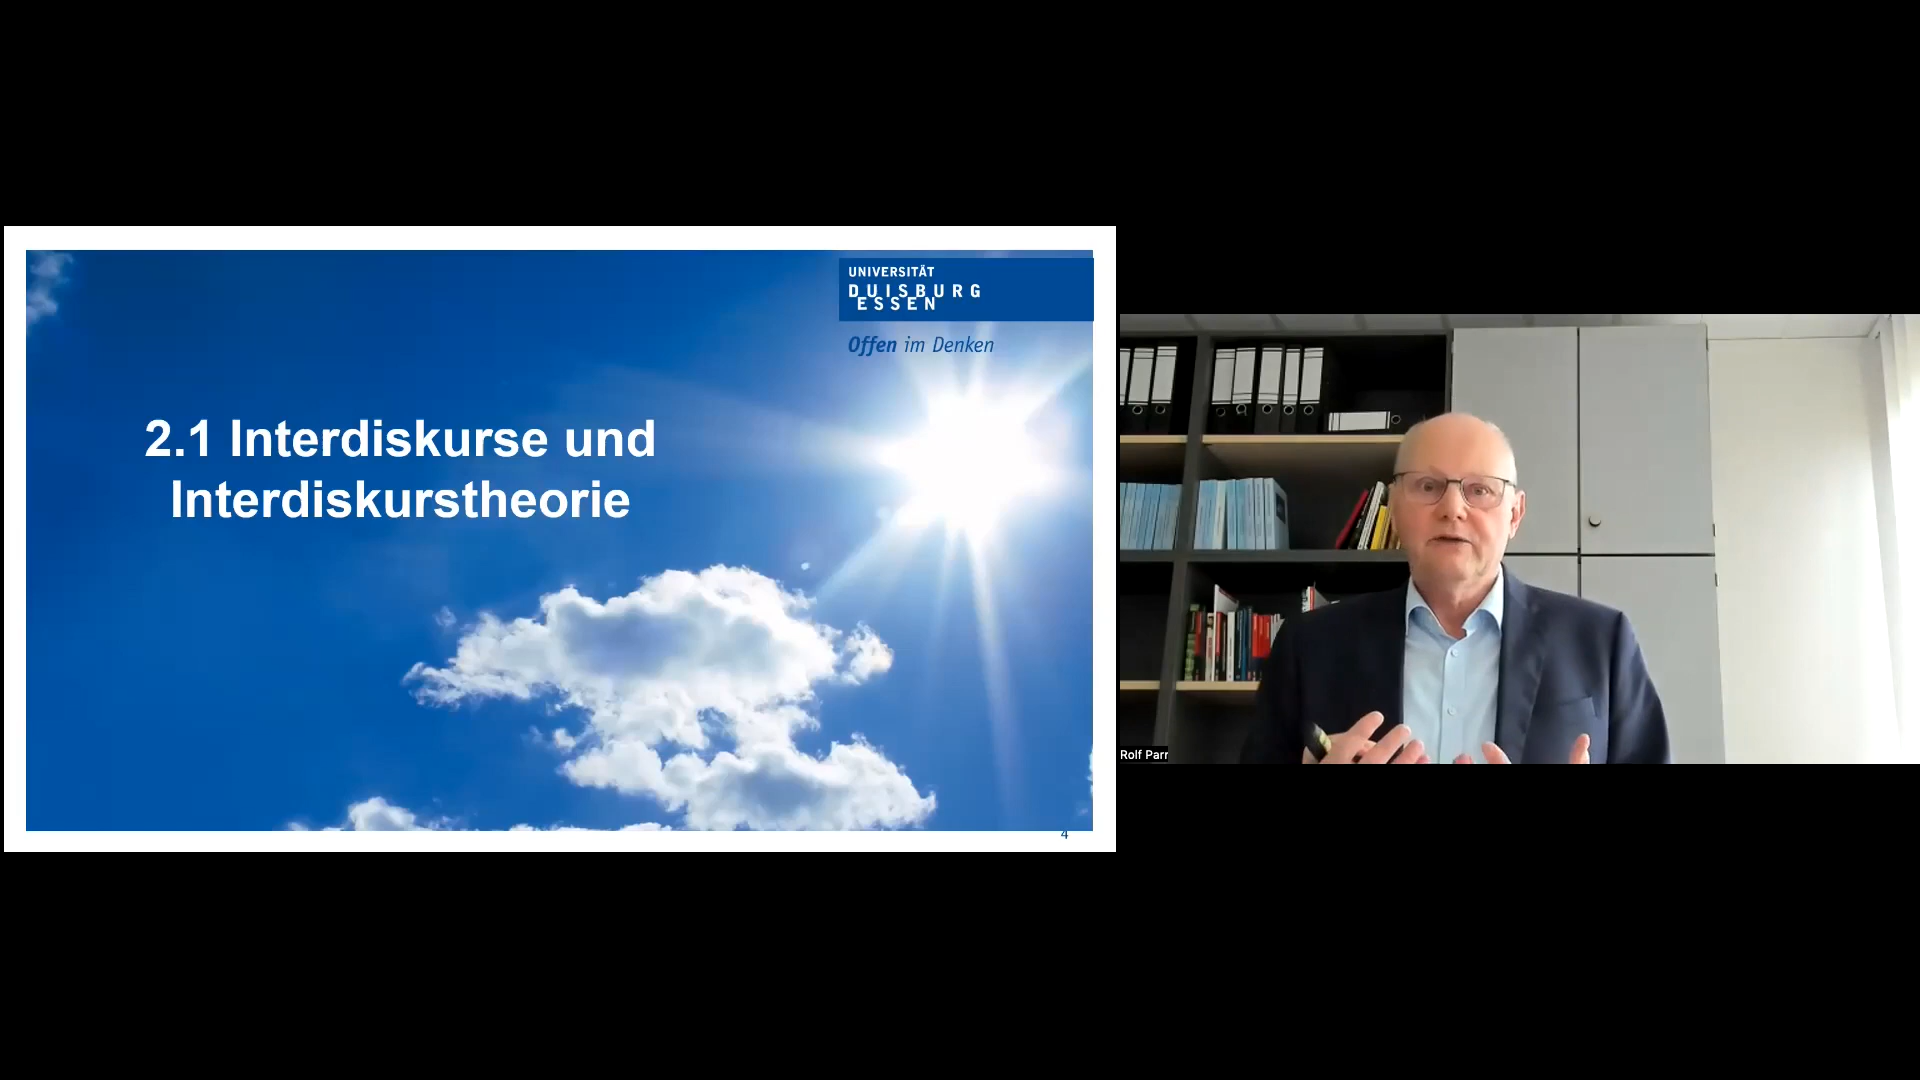 UNIVERSITÄT
DUISBURG
ESSEN
Offen im Denken
2.1 Interdiskurse und
Interdiskurstheorie
4
Rolf Parr